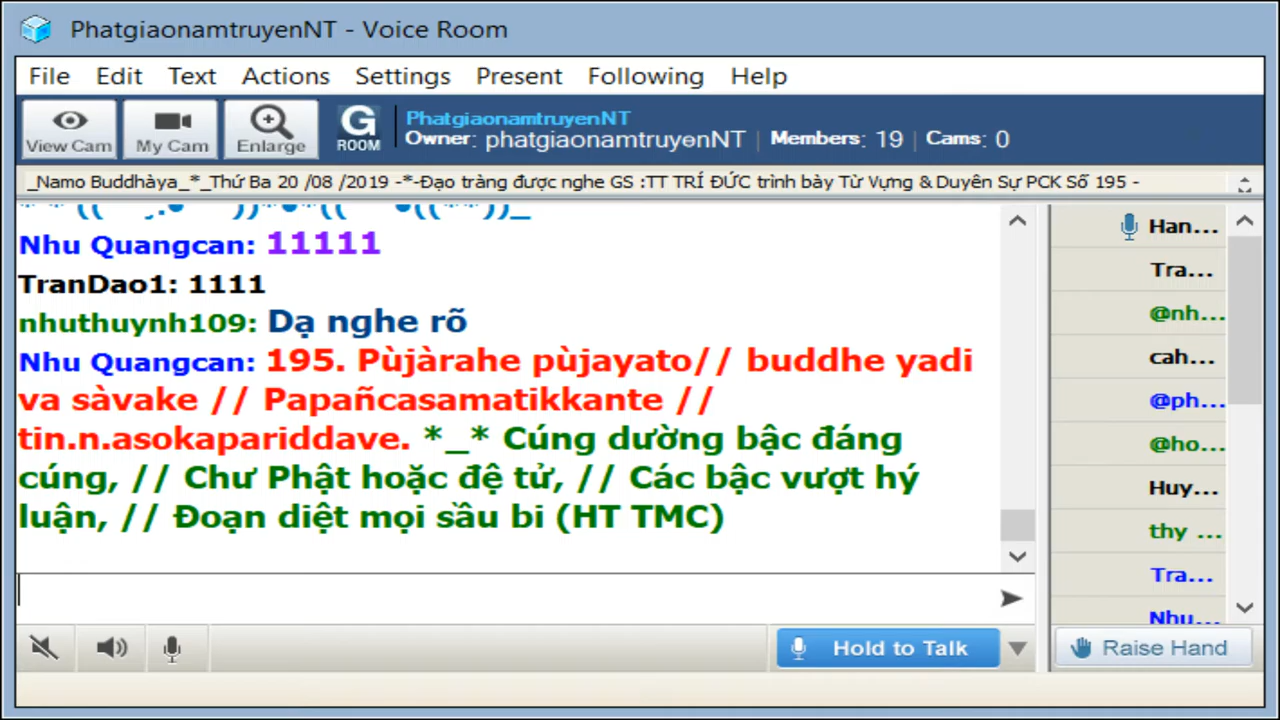 PhatgiaonamtruyenNT - Voice Room
File Edit Text Actions Settings Present Following Help
View Cam My Cam Enlarge G ROOM
PhatgiaonamtruyenNT
Owner: phatgiaonamtruyenNT | Members: 19 | Cams: 0
_Namo Buddhàya_*_Thứ Ba 20 /08 /2019 -*-Đạo tràng được nghe GS :TT TRÍ ĐỨC trình bày Từ Vựng & Duyên Sự PCK Số 195 -
Nhu Quangcan: 11111
TranDao1: 1111
nhuthuynh109: Dạ nghe rõ
Nhu Quangcan: 195. Pùjàrahe pùjayato// buddhe yadi
va sàvake // Papañcasamatikkante //
tin.n.asokapariddave. *_* Cúng dường bậc đáng
cúng, // Chư Phật hoặc đệ tử, // Các bậc vượt hý
luận, // Đoạn diệt mọi sầu bi (HT TMC)
Han...
Tra...
@nh...
cah...
@ph...
@ho...
Huy...
thy ...
Tra...
Nhu...
Hold to Talk
Raise Hand